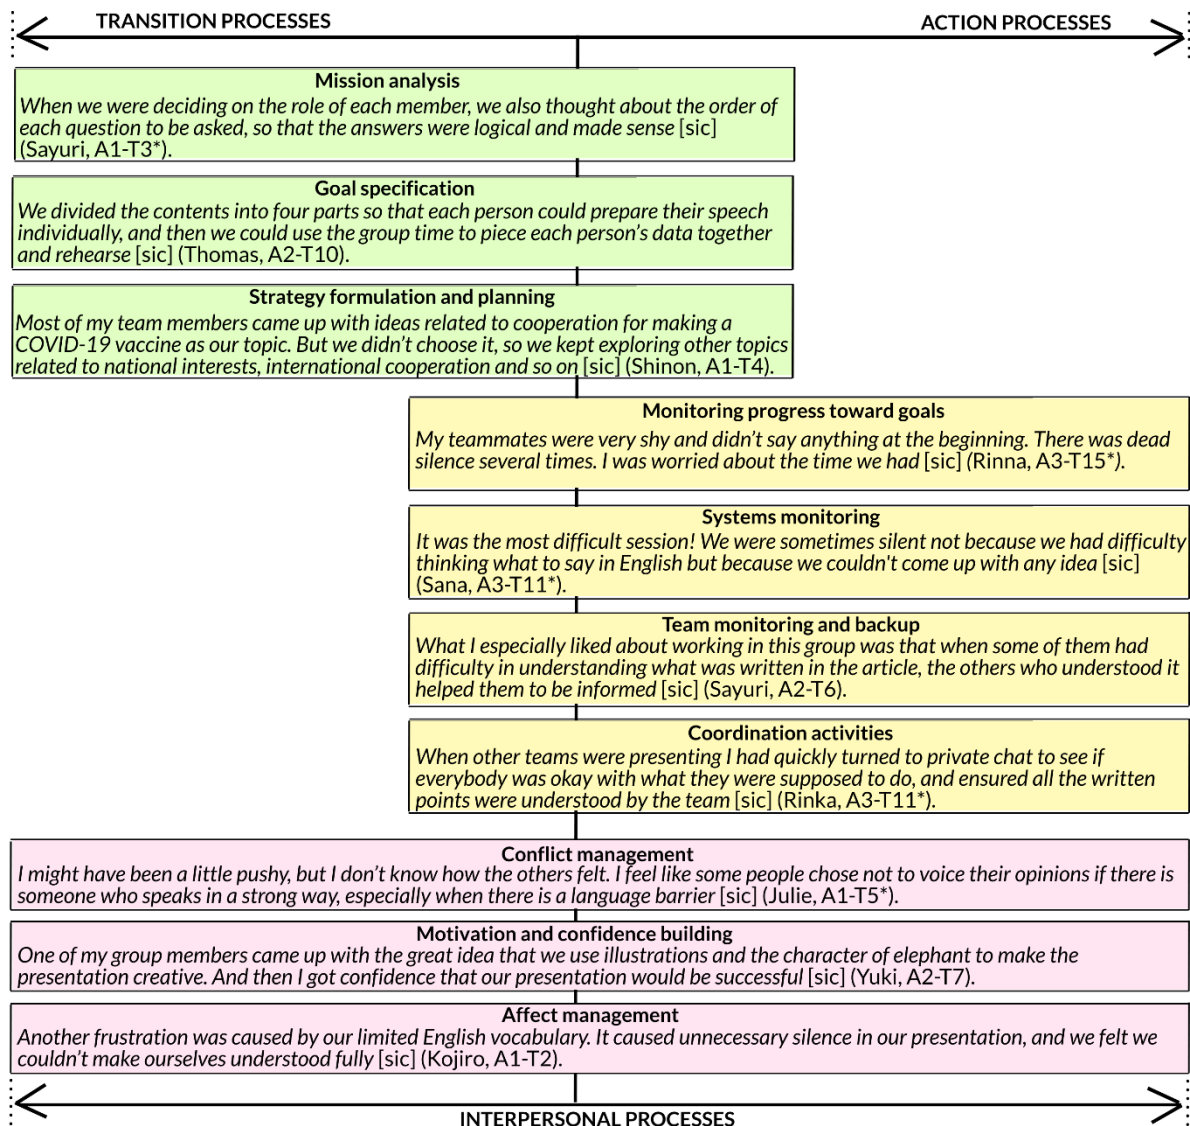 TRANSITION PROCESSES
ACTION PROCESSES
Mission analysis
When we were deciding on the role of each member, we also thought about the order of
each question to be asked, so that the answers were logical and made sense [sic]
(Sayuri, A1-T3*).
Goal specification
We divided the contents into four parts so that each person could prepare their speech
individually, and then we could use the group time to piece each person’s data together
and rehearse [sic] (Thomas, A2-T10).
Strategy formulation and planning
Most of my team members came up with ideas related to cooperation for making a
COVID-19 vaccine as our topic. But we didn’t choose it, so we kept exploring other topics
related to national interests, international cooperation and so on [sic] (Shinon, A1-T4).
Monitoring progress toward goals
My teammates were very shy and didn’t say anything at the beginning. There was dead
silence several times. I was worried about the time we had [sic] (Rinna, A3-T15*).
Systems monitoring
It was the most difficult session! We were sometimes silent not because we had difficulty
thinking what to say in English but because we couldn't come up with any idea [sic]
(Sana, A3-T11*).
Team monitoring and backup
What I especially liked about working in this group was that when some of them had
difficulty in understanding what was written in the article, the others who understood it
helped them to be informed [sic] (Sayuri, A2-T6).
Coordination activities
When other teams were presenting I had quickly turned to private chat to see if
everybody was okay with what they were supposed to do, and ensured all the written
points were understood by the team [sic] (Rinka, A3-T11*).
Conflict management
I might have been a little pushy, but I don’t know how the others felt. I feel like some people chose not to voice their opinions if there is
someone who speaks in a strong way, especially when there is a language barrier [sic] (Julie, A1-T5*).
Motivation and confidence building
One of my group members came up with the great idea that we use illustrations and the character of elephant to make the
presentation creative. And then I got confidence that our presentation would be successful [sic] (Yuki, A2-T7).
Affect management
Another frustration was caused by our limited English vocabulary. It caused unnecessary silence in our presentation, and we felt we
couldn’t make ourselves understood fully [sic] (Kojiro, A1-T2).
INTERPERSONAL PROCESSES